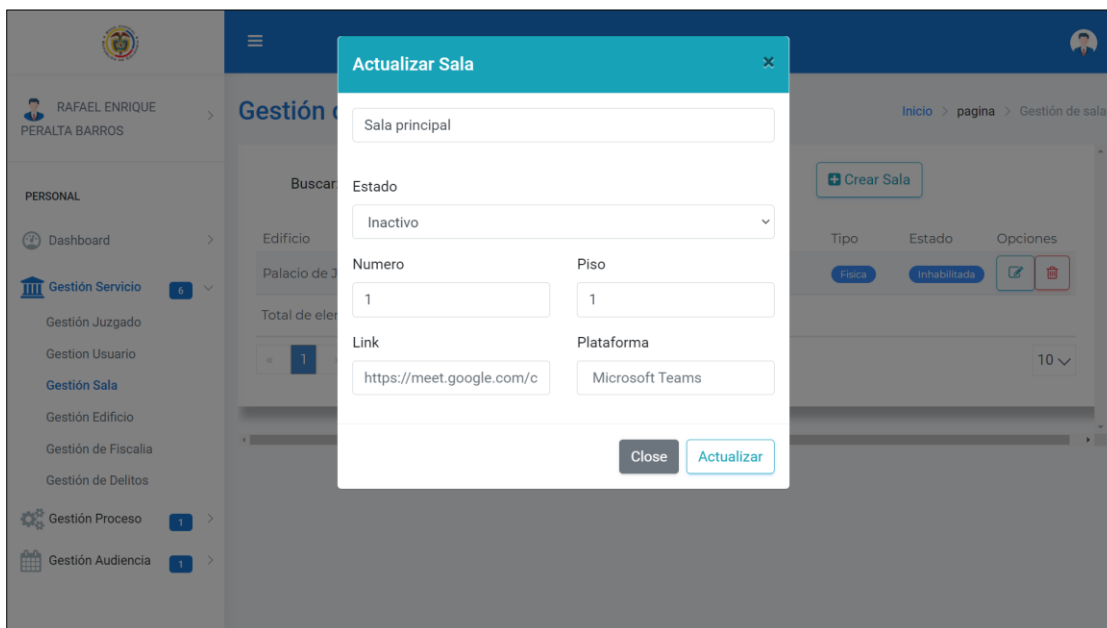 RAFAEL ENRIQUE
PERALTA BARROS
PERSONAL
Dashboard
Gestión Servicio 6
Gestión Juzgado
Gestion Usuario
Gestión Sala
Gestión Edificio
Gestión de Fiscalia
Gestión de Delitos
Gestión Proceso 1
Gestión Audiencia 1
Gestión
Inicio > pagina > Gestión de sala
Buscar:
Crear Sala
Edificio Tipo Estado Opciones
Palacio de J Fisica Inhabilitada
Total de eler
« 1 10
Actualizar Sala ×
Sala principal
Estado
Inactivo
Numero Piso
1 1
Link Plataforma
https://meet.google.com/c Microsoft Teams
Close Actualizar